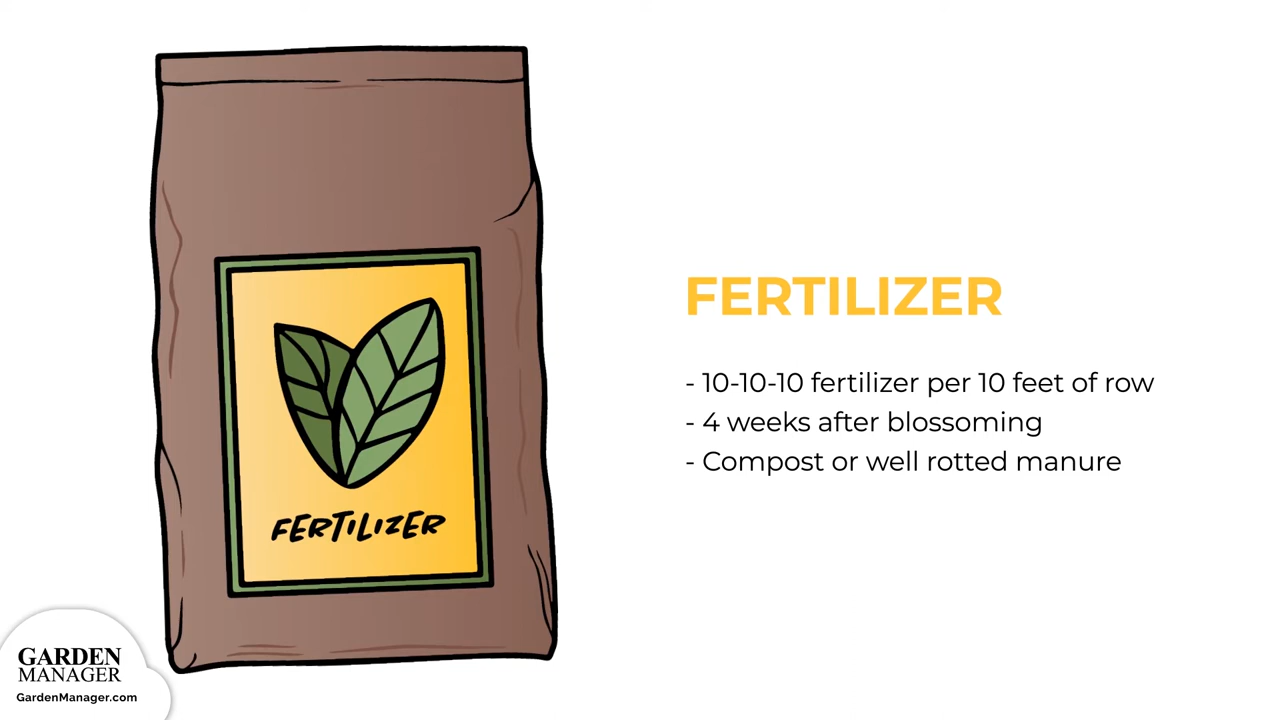 FERTILIZER
FERTILIZER
- 10-10-10 fertilizer per 10 feet of row
- 4 weeks after blossoming
- Compost or well rotted manure
GARDEN
MANAGER
GardenManager.com